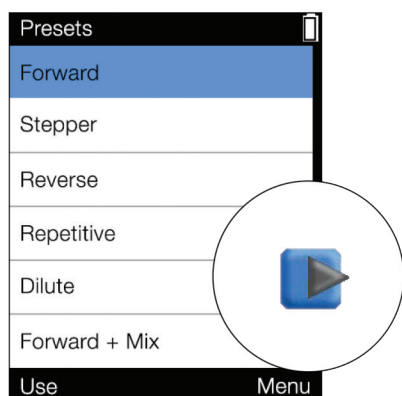 Presets
Forward
Stepper
Reverse
Repetitive
Dilute
Forward + Mix
Use Menu